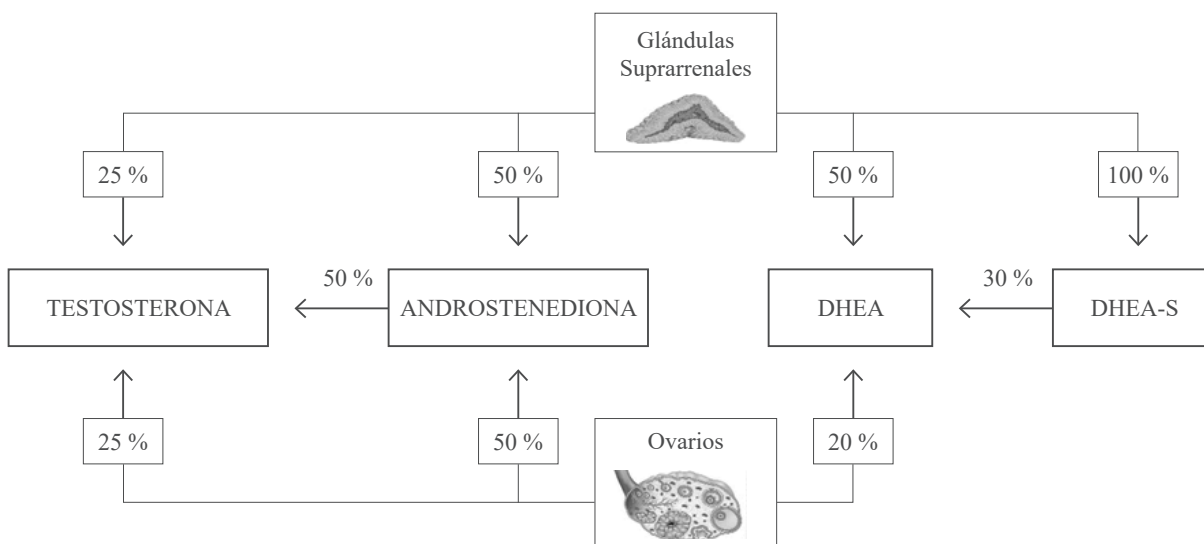 Glándulas
Suprarrenales
25 %
50 %
50 %
100 %
50 %
30 %
TESTOSTERONA
ANDROSTENEDIONA
DHEA
DHEA-S
25 %
50 %
Ovarios
20 %